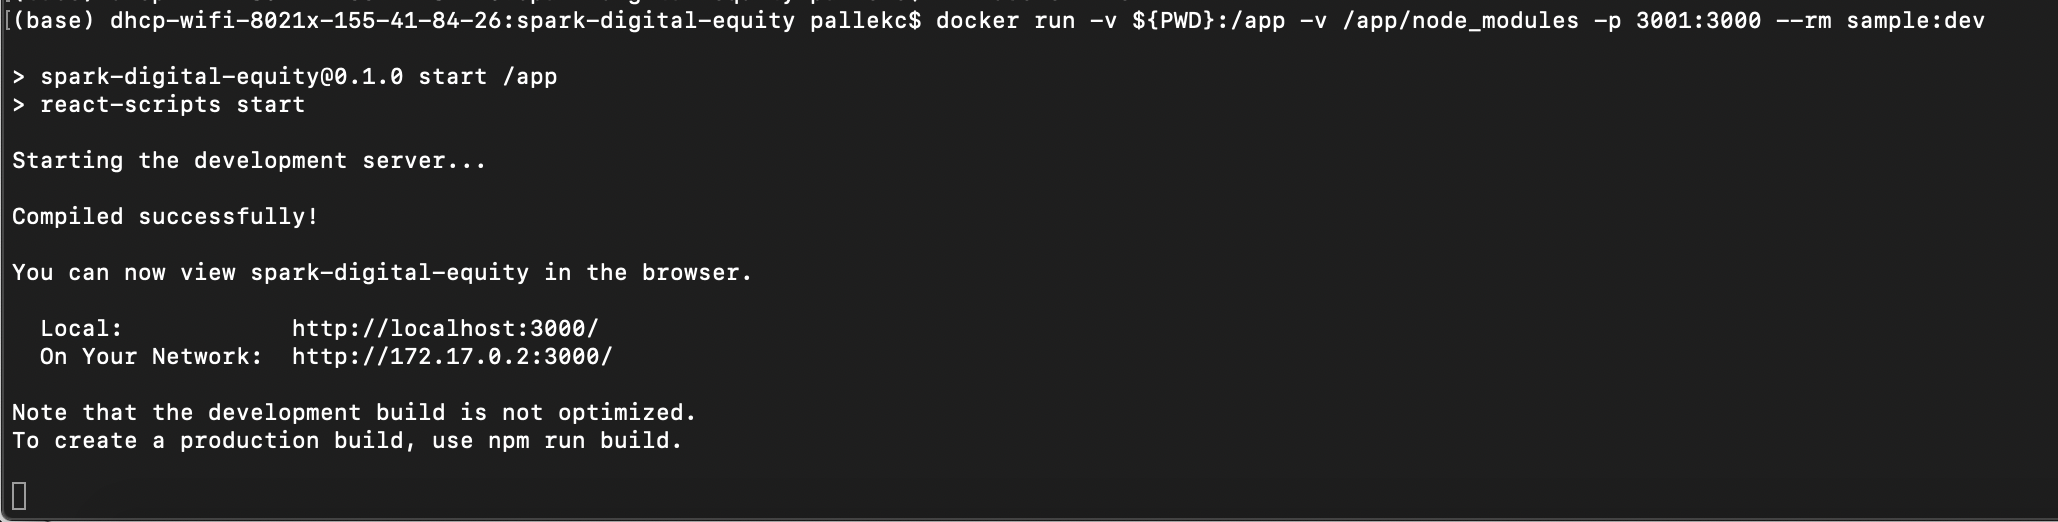 (base) dhcp-wifi-8021x-155-41-84-26:spark-digital-equity pallekc$ docker run -v ${PWD}:/app -v /app/node_modules -p 3001:3000 --rm sample:dev
> spark-digital-equity@0.1.0 start /app
> react-scripts start
Starting the development server...
Compiled successfully!
You can now view spark-digital-equity in the browser.
Local: http://localhost:3000/
On Your Network: http://172.17.0.2:3000/
Note that the development build is not optimized.
To create a production build, use npm run build.